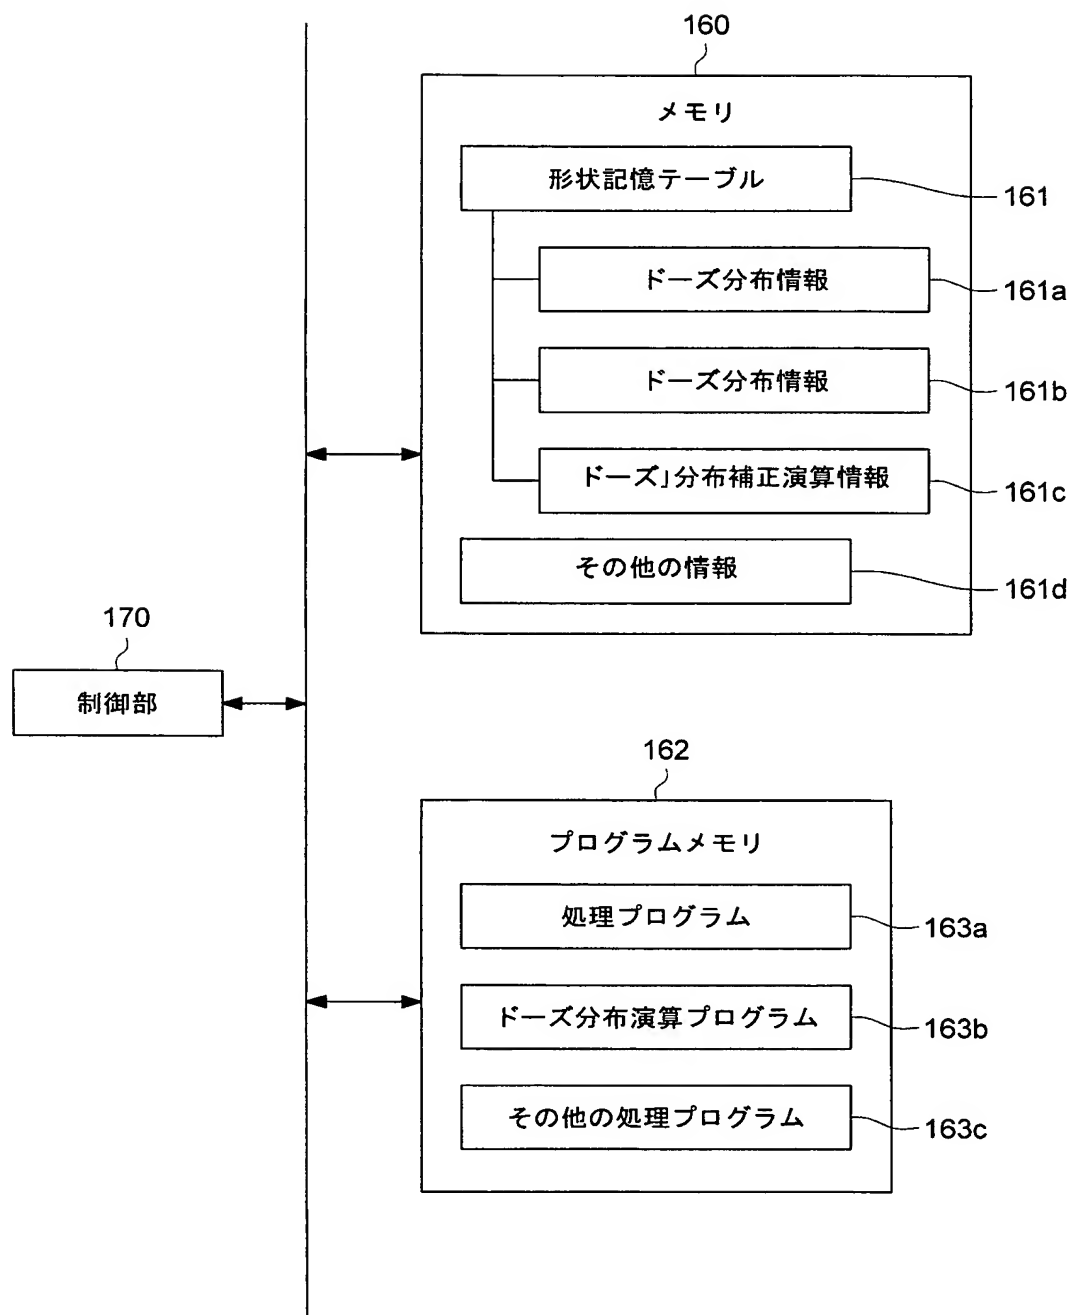 160
メモリ
形状記憶テーブル
161
ドーズ分布情報
161a
ドーズ分布情報
161b
ドーズ」分布補正演算情報
161c
その他の情報
161d
170
制御部
162
プログラムメモリ
処理プログラム
163a
ドーズ分布演算プログラム
163b
その他の処理プログラム
163c